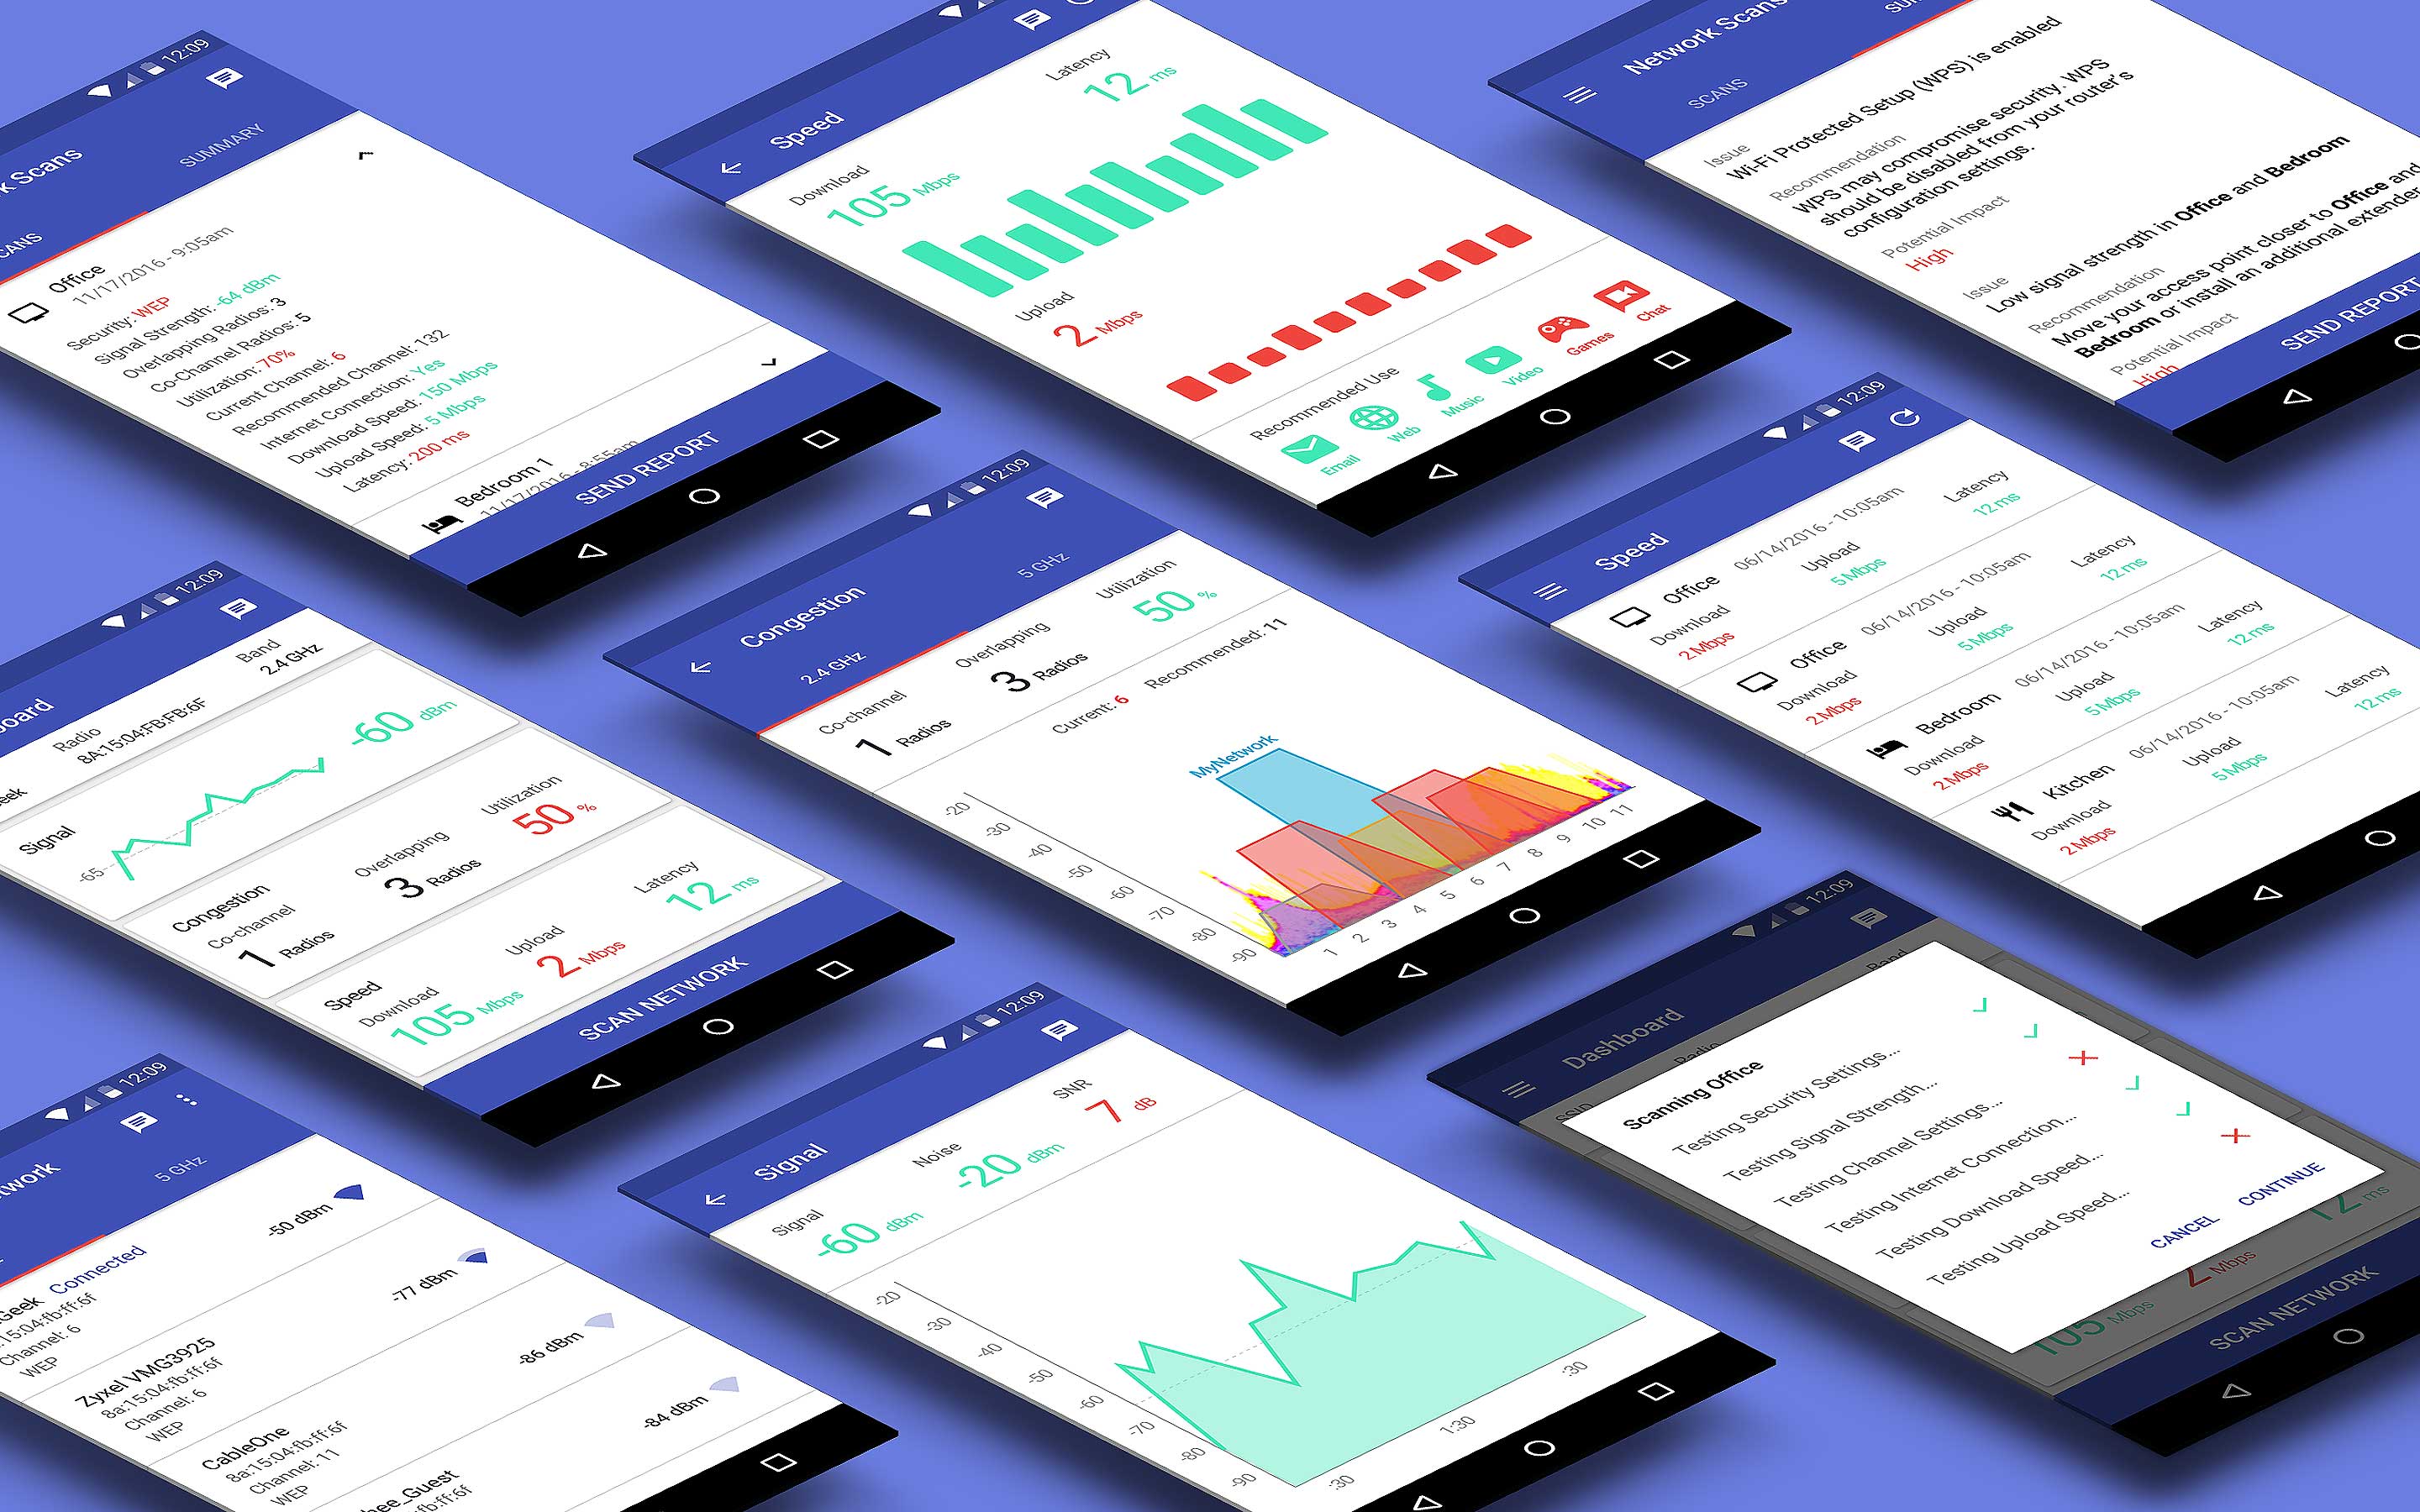 12:09
k Scans
CANS
SUMMARY
Office
11/17/2016 - 9:05am
Security: WEP
Signal Strength: -64 dBm
Overlapping Radios: 3
Co-Channel Radios: 5
Utilization: 70%
Current Channel: 6
Recommended Channel: 132
Internet Connection: Yes
Download Speed: 150 Mbps
Upload Speed: 5 Mbps
Latency: 200 ms
Bedroom 1
11/17/2016 - 8:55am
SEND REPORT
Speed
Download
105 Mbps
Latency
12 ms
Upload
2 Mbps
Recommended Use
Email
Web
Music
Video
Games
Chat
Network Scans
SCANS
Issue
Wi-Fi Protected Setup (WPS) is enabled
Recommendation
WPS may compromise security. WPS
should be disabled from your router's
configuration settings.
Potential Impact
High
Issue
Low signal strength in Office and Bedroom
Recommendation
Move your access point closer to Office and
Bedroom or install an additional extender
Potential Impact
High
SEND REPORT
12:09
board
eek
Radio
8A:15:04:FB:FB:6F
Band
2.4 GHz
Signal
-65
-60 dBm
Congestion
Co-channel
1 Radios
Overlapping
3 Radios
Utilization
50 %
Speed
Download
105 Mbps
Upload
2 Mbps
Latency
12 ms
SCAN NETWORK
12:09
Congestion
2.4 GHz
5 GHz
Co-channel
1 Radios
Overlapping
3 Radios
Utilization
50 %
Current: 6
Recommended: 11
MyNetwork
-20
-30
-40
-50
-60
-70
-80
-90
1 2 3 4 5 6 7 8 9 10 11
12:09
Speed
Office
06/14/2016 - 10:05am
Download
2 Mbps
Upload
5 Mbps
Latency
12 ms
Office
06/14/2016 - 10:05am
Download
2 Mbps
Upload
5 Mbps
Latency
12 ms
Bedroom
06/14/2016 - 10:05am
Download
2 Mbps
Upload
5 Mbps
Latency
12 ms
Kitchen
06/14/2016 - 10:05am
Download
2 Mbps
Upload
5 Mbps
Latency
12 ms
12:09
twork
5 GHz
Geek Connected
:15:04:fb:ff:6f
Channel: 6
WEP
-50 dBm
Zyxel VMG3925
8a:15:04:fb:ff:6f
Channel: 6
WEP
-77 dBm
CableOne
8a:15:04:fb:ff:6f
Channel: 11
WEP
-86 dBm
bee_Guest
:fb:ff:6f
-84 dBm
12:09
Signal
Signal
-60 dBm
Noise
-20 dBm
SNR
7 dB
-20
-30
-40
-50
-60
-70
-80
-90
:30
1:30
:30
12:09
Dashboard
SSID
Radio
Band
Scanning Office
Testing Security Settings...
Testing Signal Strength...
Testing Channel Settings...
Testing Internet Connection...
Testing Download Speed...
Testing Upload Speed...
CANCEL
CONTINUE
105 Mbps
2 Mbps
12 ms
SCAN NETWORK